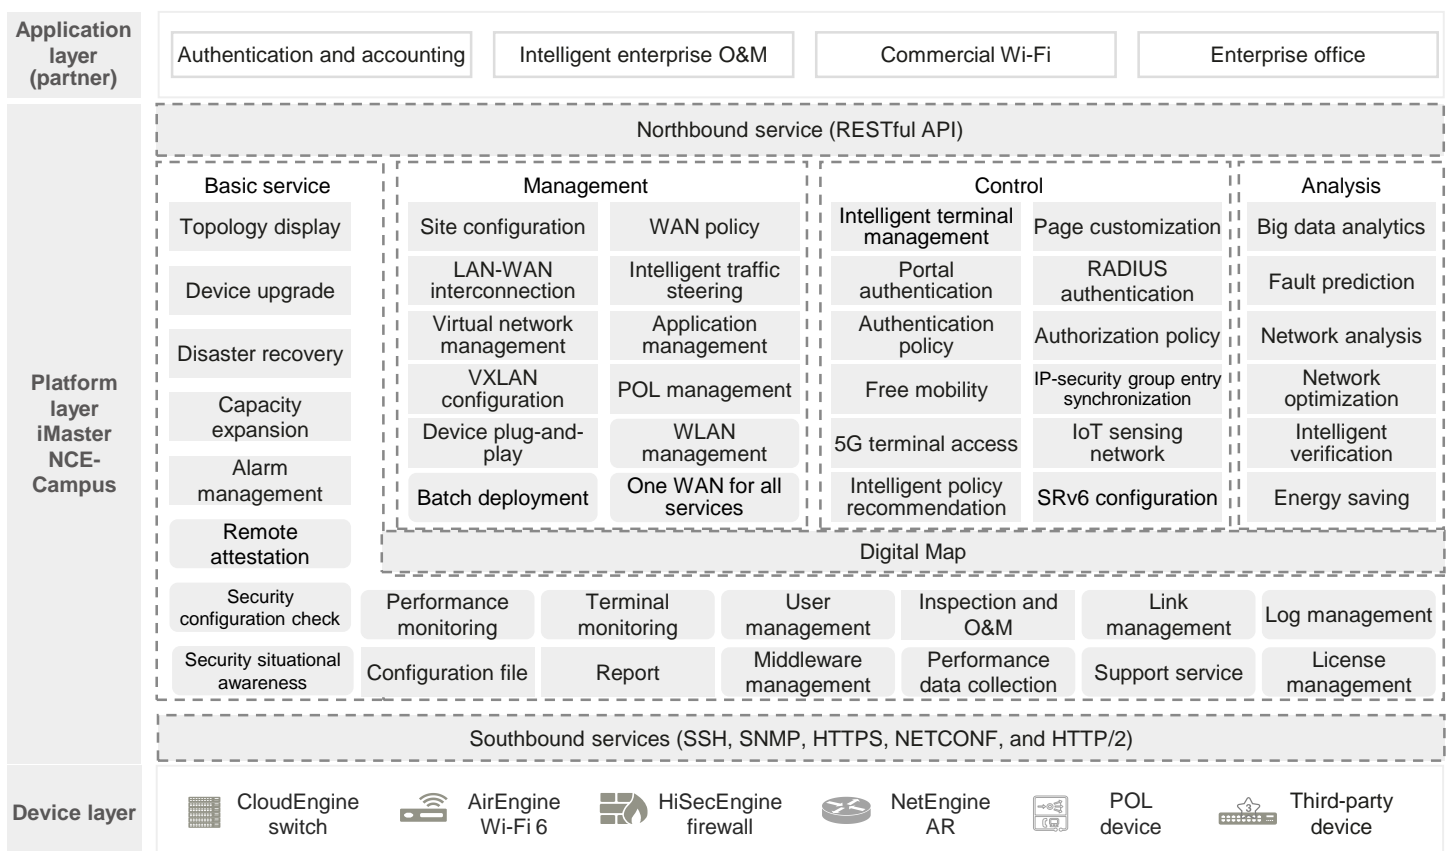 Application
layer
(partner)
Authentication and accounting
Intelligent enterprise O&M
Commercial Wi-Fi
Enterprise office
Platform
layer
iMaster
NCE-
Campus
Northbound service (RESTful API)
Basic service
Topology display
Device upgrade
Disaster recovery
Capacity
expansion
Alarm
management
Remote
attestation
Security
configuration check
Security situational
awareness
Management
Site configuration
WAN policy
LAN-WAN
interconnection
Intelligent traffic
steering
Virtual network
management
Application
management
VXLAN
configuration
POL management
Device plug-and-
play
WLAN
management
Batch deployment
One WAN for all
services
Control
Intelligent terminal
management
Page customization
Portal
authentication
RADIUS
authentication
Authentication
policy
Authorization policy
Free mobility
IP-security group entry
synchronization
5G terminal access
IoT sensing
network
Intelligent policy
recommendation
SRv6 configuration
Analysis
Big data analytics
Fault prediction
Network analysis
Network
optimization
Intelligent
verification
Energy saving
Digital Map
Performance
monitoring
Terminal
monitoring
User
management
Inspection and
O&M
Link
management
Log management
Configuration file
Report
Middleware
management
Performance
data collection
Support service
License
management
Southbound services (SSH, SNMP, HTTPS, NETCONF, and HTTP/2)
Device layer
CloudEngine
switch
AirEngine
Wi-Fi 6
HiSecEngine
firewall
NetEngine
AR
POL
device
3
Third-party
device